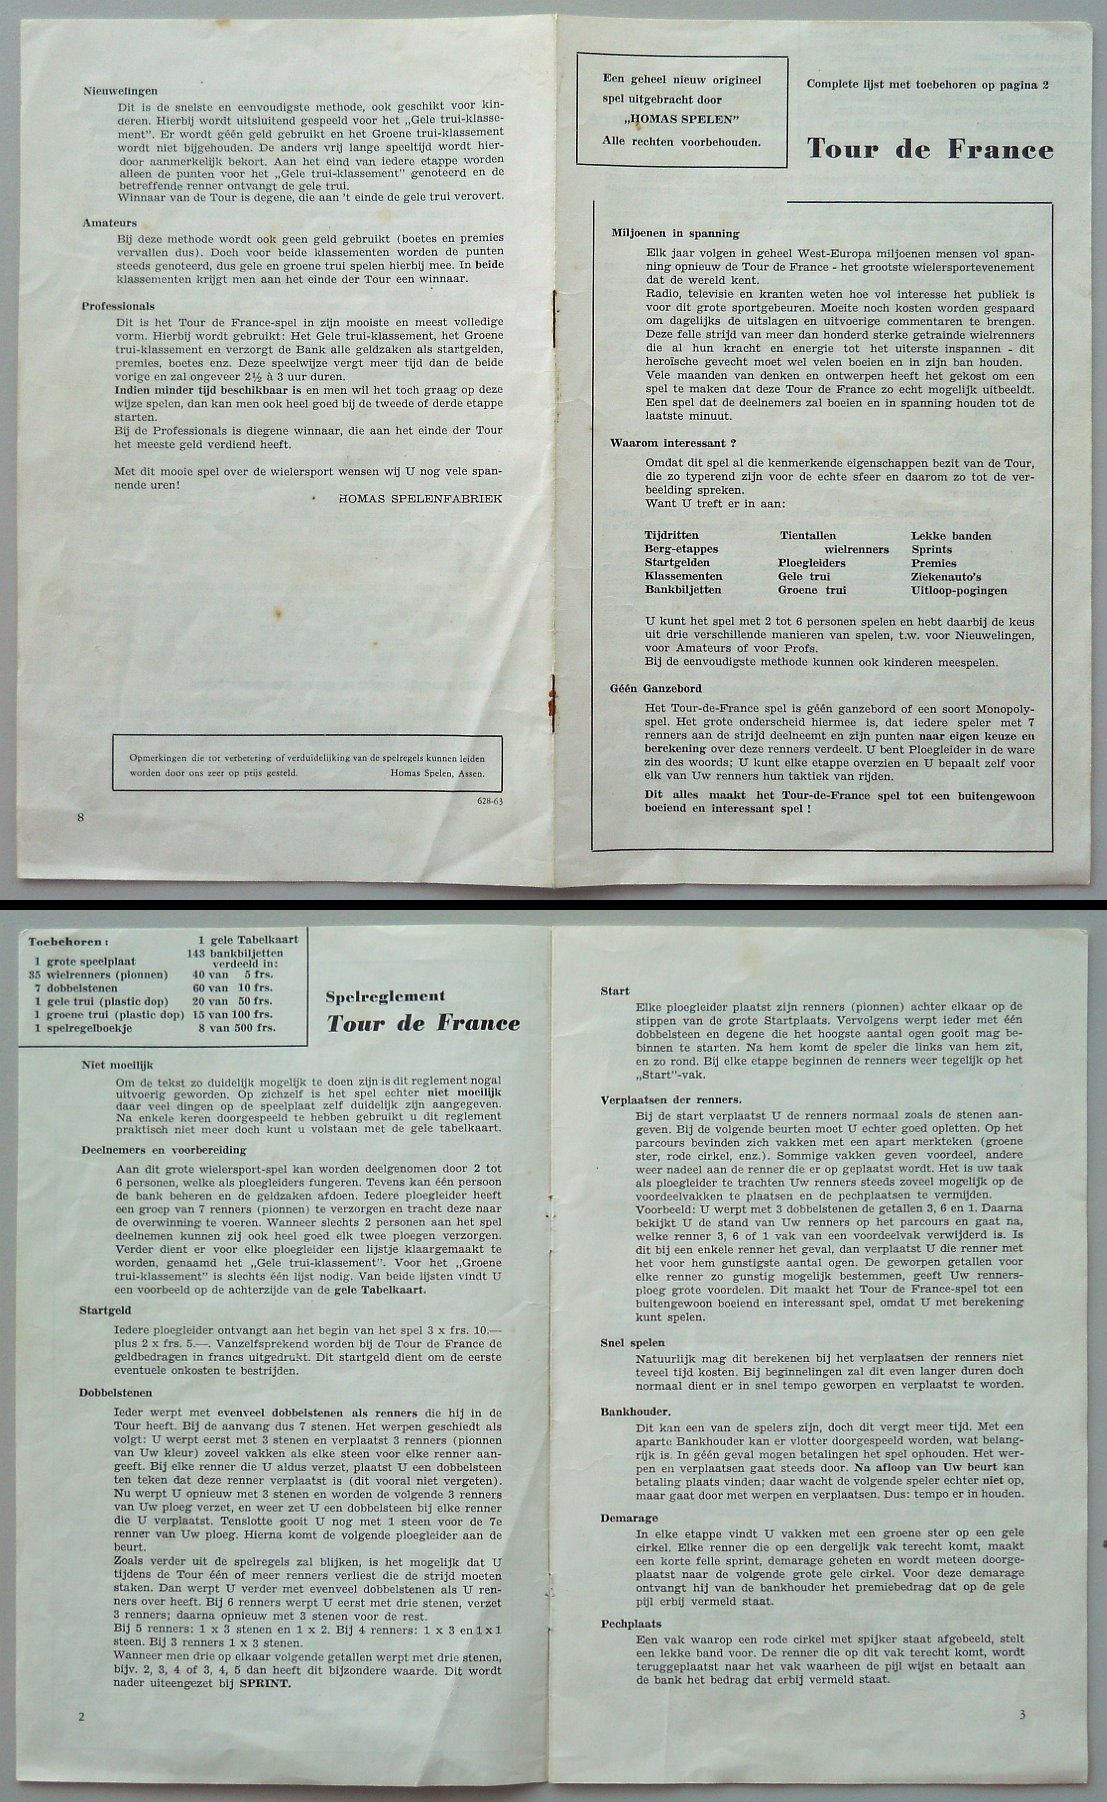 Nieuwelingen
Dit is de snelste en eenvoudigste methode, ook geschikt voor kin-
deren. Hierbij wordt uitsluitend gespeeld voor het „Gele trui-klasse-
ment". Er wordt géén geld gebruikt en het Groene trui-klassement
wordt niet bijgehouden. De anders vrij lange speeltijd wordt hier-
door aanmerkelijk bekort. Aan het eind van iedere etappe worden
alleen de punten voor het „Gele trui-klassement" genoteerd en de
betreffende renner ontvangt de gele trui.
Winnaar van de Tour is degene, die aan 't einde de gele trui verovert.
Amateurs
Bij deze methode wordt ook geen geld gebruikt (boetes en premies
vervallen dus). Doch voor beide klassementen worden de punten
steeds genoteerd, dus gele en groene trui spelen hierbij mee. In beide
klassementen krijgt men aan het einde der Tour een winnaar.
Professionals
Dit is het Tour de France-spel in zijn mooiste en meest volledige
vorm. Hierbij wordt gebruikt: Het Gele trui-klassement, het Groene
trui-klassement en verzorgt de Bank alle geldzaken als startgelden,
premies, boetes enz. Deze speelwijze vergt meer tijd dan de beide
vorige en zal ongeveer 2½ à 3 uur duren.
Indien minder tijd beschikbaar is en men wil het toch graag op deze
wijze spelen, dan kan men ook heel goed bij de tweede of derde etappe
starten.
Bij de Professionals is diegene winnaar, die aan het einde der Tour
het meeste geld verdiend heeft.
Met dit mooie spel over de wielersport wensen wij U nog vele span-
nende uren!
HOMAS SPELENFABRIEK
Opmerkingen die tot verbetering of verduidelijking van de spelregels kunnen leiden
worden door ons zeer op prijs gesteld. Homas Spelen, Assen.
628-63
8
Een geheel nieuw origineel
spel uitgebracht door
„HOMAS SPELEN"
Alle rechten voorbehouden.
Complete lijst met toebehoren op pagina 2
Tour de France
Miljoenen in spanning
Elk jaar volgen in geheel West-Europa miljoenen mensen vol span-
ning opnieuw de Tour de France - het grootste wielersportevenement
dat de wereld kent.
Radio, televisie en kranten weten hoe vol interesse het publiek is
voor dit grote sportgebeuren. Moeite noch kosten worden gespaard
om dagelijks de uitslagen en uitvoerige commentaren te brengen.
Deze felle strijd van meer dan honderd sterke getrainde wielrenners
die al hun kracht en energie tot het uiterste inspannen - dit
heroïsche gevecht moet wel velen boeien en in zijn ban houden.
Vele maanden van denken en ontwerpen heeft het gekost om een
spel te maken dat deze Tour de France zo echt mogelijk uitbeeldt.
Een spel dat de deelnemers zal boeien en in spanning houden tot de
laatste minuut.
Waarom interessant ?
Omdat dit spel al die kenmerkende eigenschappen bezit van de Tour,
die zo typerend zijn voor de echte sfeer en daarom zo tot de ver-
beelding spreken.
Want U treft er in aan:
Tijdritten Tientallen Lekke banden
Berg-etappes wielrenners Sprints
Startgelden Ploegleiders Premies
Klassementen Gele trui Ziekenauto's
Bankbiljetten Groene trui Uitloop-pogingen
U kunt het spel met 2 tot 6 personen spelen en hebt daarbij de keus
uit drie verschillende manieren van spelen, t.w. voor Nieuwelingen,
voor Amateurs of voor Profs.
Bij de eenvoudigste methode kunnen ook kinderen meespelen.
Géén Ganzebord
Het Tour-de-France spel is géén ganzebord of een soort Monopoly-
spel. Het grote onderscheid hiermee is, dat iedere speler met 7
renners aan de strijd deelneemt en zijn punten naar eigen keuze en
berekening over deze renners verdeelt. U bent Ploegleider in de ware
zin des woords; U kunt elke etappe overzien en U bepaalt zelf voor
elk van Uw renners hun taktiek van rijden.
Dit alles maakt het Tour-de-France spel tot een buitengewoon
boeiend en interessant spel !
Toebehoren :
1 grote speelplaat
35 wielrenners (pionnen)
7 dobbelstenen
1 gele trui (plastic dop)
1 groene trui (plastic dop)
1 spelregelboekje
1 gele Tabelkaart
143 bankbiljetten
verdeeld in:
40 van 5 frs.
60 van 10 frs.
20 van 50 frs.
15 van 100 frs.
8 van 500 frs.
Spelreglement
Tour de France
Niet moeilijk
Om de tekst zo duidelijk mogelijk te doen zijn is dit reglement nogal
uitvoerig geworden. Op zichzelf is het spel echter niet moeilijk
daar veel dingen op de speelplaat zelf duidelijk zijn aangegeven.
Na enkele keren doorgespeeld te hebben gebruikt u dit reglement
praktisch niet meer doch kunt u volstaan met de gele tabelkaart.
Deelnemers en voorbereiding
Aan dit grote wielersport-spel kan worden deelgenomen door 2 tot
6 personen, welke als ploegleiders fungeren. Tevens kan één persoon
de bank beheren en de geldzaken afdoen. Iedere ploegleider heeft
een groep van 7 renners (pionnen) te verzorgen en tracht deze naar
de overwinning te voeren. Wanneer slechts 2 personen aan het spel
deelnemen kunnen zij ook heel goed elk twee ploegen verzorgen.
Verder dient er voor elke ploegleider een lijstje klaargemaakt te
worden, genaamd het „Gele trui-klassement". Voor het „Groene
trui-klassement" is slechts één lijst nodig. Van beide lijsten vindt U
een voorbeeld op de achterzijde van de gele Tabelkaart.
Startgeld
Iedere ploegleider ontvangt aan het begin van het spel 3 x frs. 10.—
plus 2 x frs. 5.—. Vanzelfsprekend worden bij de Tour de France de
geldbedragen in francs uitgedrukt. Dit startgeld dient om de eerste
eventuele onkosten te bestrijden.
Dobbelstenen
Ieder werpt met evenveel dobbelstenen als renners die hij in de
Tour heeft. Bij de aanvang dus 7 stenen. Het werpen geschiedt als
volgt: U werpt eerst met 3 stenen en verplaatst 3 renners (pionnen
van Uw kleur) zoveel vakken als elke steen voor elke renner aan-
geeft. Bij elke renner die U aldus verzet, plaatst U een dobbelsteen
ten teken dat deze renner verplaatst is (dit vooral niet vergeten).
Nu werpt U opnieuw met 3 stenen en worden de volgende 3 renners
van Uw ploeg verzet, en weer zet U een dobbelsteen bij elke renner
die U verplaatst. Tenslotte gooit U nog met 1 steen voor de 7e
renner van Uw ploeg. Hierna komt de volgende ploegleider aan de
beurt.
Zoals verder uit de spelregels zal blijken, is het mogelijk dat U
tijdens de Tour één of meer renners verliest die de strijd moeten
staken. Dan werpt U verder met evenveel dobbelstenen als U ren-
ners over heeft. Bij 6 renners werpt U eerst met drie stenen, verzet
3 renners; daarna opnieuw met 3 stenen voor de rest.
Bij 5 renners: 1 x 3 stenen en 1 x 2. Bij 4 renners: 1 x 3 en 1 x 1
steen. Bij 3 renners 1 x 3 stenen.
Wanneer men drie op elkaar volgende getallen werpt met drie stenen,
bijv. 2, 3, 4 of 3, 4, 5 dan heeft dit bijzondere waarde. Dit wordt
nader uiteengezet bij SPRINT.
2
Start
Elke ploegleider plaatst zijn renners (pionnen) achter elkaar op de
stippen van de grote Startplaats. Vervolgens werpt ieder met één
dobbelsteen en degene die het hoogste aantal ogen gooit mag be-
binnen te starten. Na hem komt de speler die links van hem zit,
en zo rond. Bij elke etappe beginnen de renners weer tegelijk op het
„Start"-vak.
Verplaatsen der renners.
Bij de start verplaatst U de renners normaal zoals de stenen aan-
geven. Bij de volgende beurten moet U echter goed opletten. Op het
parcours bevinden zich vakken met een apart merkteken (groene
ster, rode cirkel, enz.). Sommige vakken geven voordeel, andere
weer nadeel aan de renner die er op geplaatst wordt. Het is uw taak
als ploegleider te trachten Uw renners steeds zoveel mogelijk op de
voordeelvakken te plaatsen en de pechplaatsen te vermijden.
Voorbeeld: U werpt met 3 dobbelstenen de getallen 3, 6 en 1. Daarna
bekijkt U de stand van Uw renners op het parcours en gaat na,
welke renner 3, 6 of 1 vak van een voordeelvak verwijderd is. Is
dit bij een enkele renner het geval, dan verplaatst U die renner met
het voor hem gunstigste aantal ogen. De geworpen getallen voor
elke renner zo gunstig mogelijk bestemmen, geeft Uw renners-
ploeg grote voordelen. Dit maakt het Tour de France-spel tot een
buitengewoon boeiend en interessant spel, omdat U met berekening
kunt spelen.
Snel spelen
Natuurlijk mag dit berekenen bij het verplaatsen der renners niet
teveel tijd kosten. Bij beginnelingen zal dit even langer duren doch
normaal dient er in snel tempo geworpen en verplaatst te worden.
Bankhouder.
Dit kan een van de spelers zijn, doch dit vergt meer tijd. Met een
aparte Bankhouder kan er vlotter doorgespeeld worden, wat belang-
rijk is. In géén geval mogen betalingen het spel ophouden. Het wer-
pen en verplaatsen gaat steeds door. Na afloop van Uw beurt kan
betaling plaats vinden; daar wacht de volgende speler echter niet op,
maar gaat door met werpen en verplaatsen. Dus: tempo er in houden.
Demarage
In elke etappe vindt U vakken met een groene ster op een gele
cirkel. Elke renner die op een dergelijk vak terecht komt, maakt
een korte felle sprint, demarage geheten en wordt meteen doorge-
plaatst naar de volgende grote gele cirkel. Voor deze demarage
ontvangt hij van de bankhouder het premiebedrag dat op de gele
pijl erbij vermeld staat.
Pechplaats
Een vak waarop een rode cirkel met spijker staat afgebeeld, stelt
een lekke band voor. De renner die op dit vak terecht komt, wordt
teruggeplaatst naar het vak waarheen de pijl wijst en betaalt aan
de bank het bedrag dat erbij vermeld staat.
3